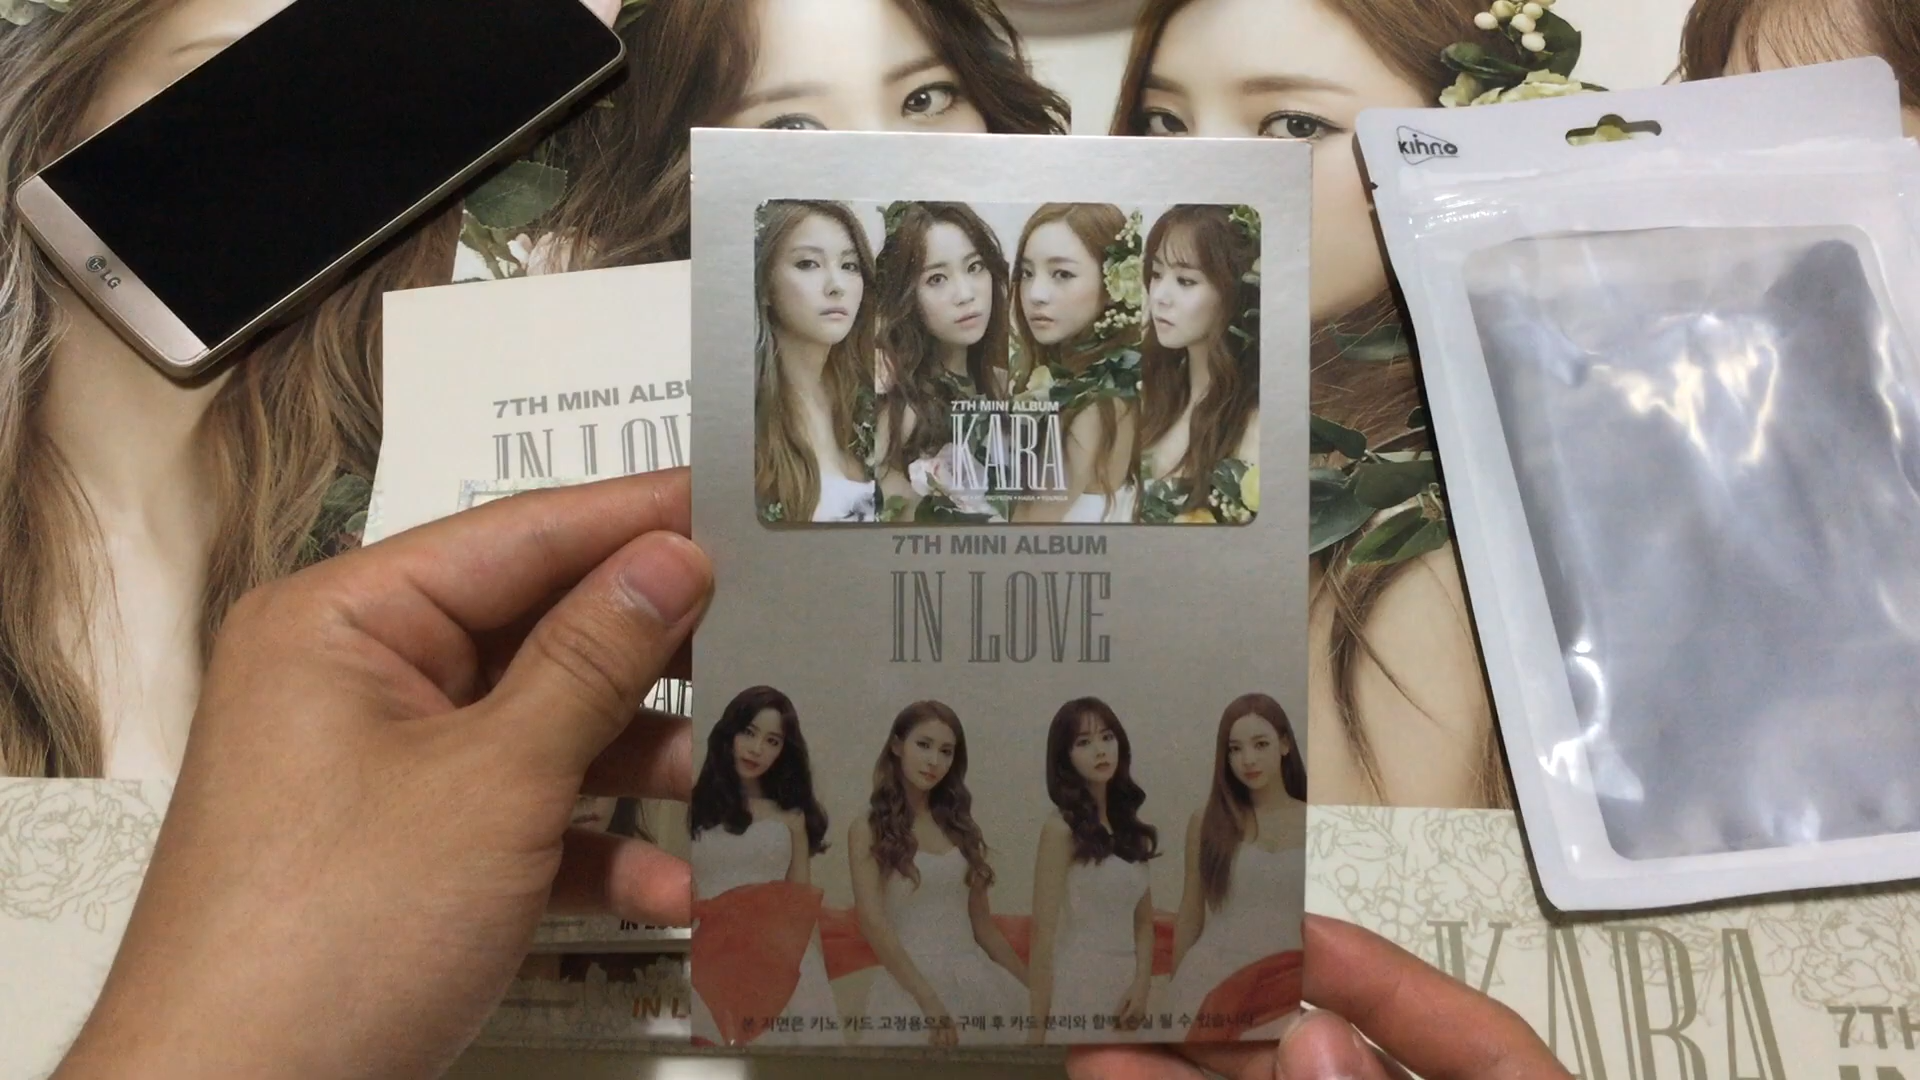 LG
kihno
7TH MINI ALBUM
KARA
7TH MINI ALBUM
IN LOV
7TH MINI ALBUM
IN LOVE
본 지면은 키노 카드 고정용으로 구매 후 카드 분리와 함께 손실 될 수 있습니다
IN L
KARA
7TH